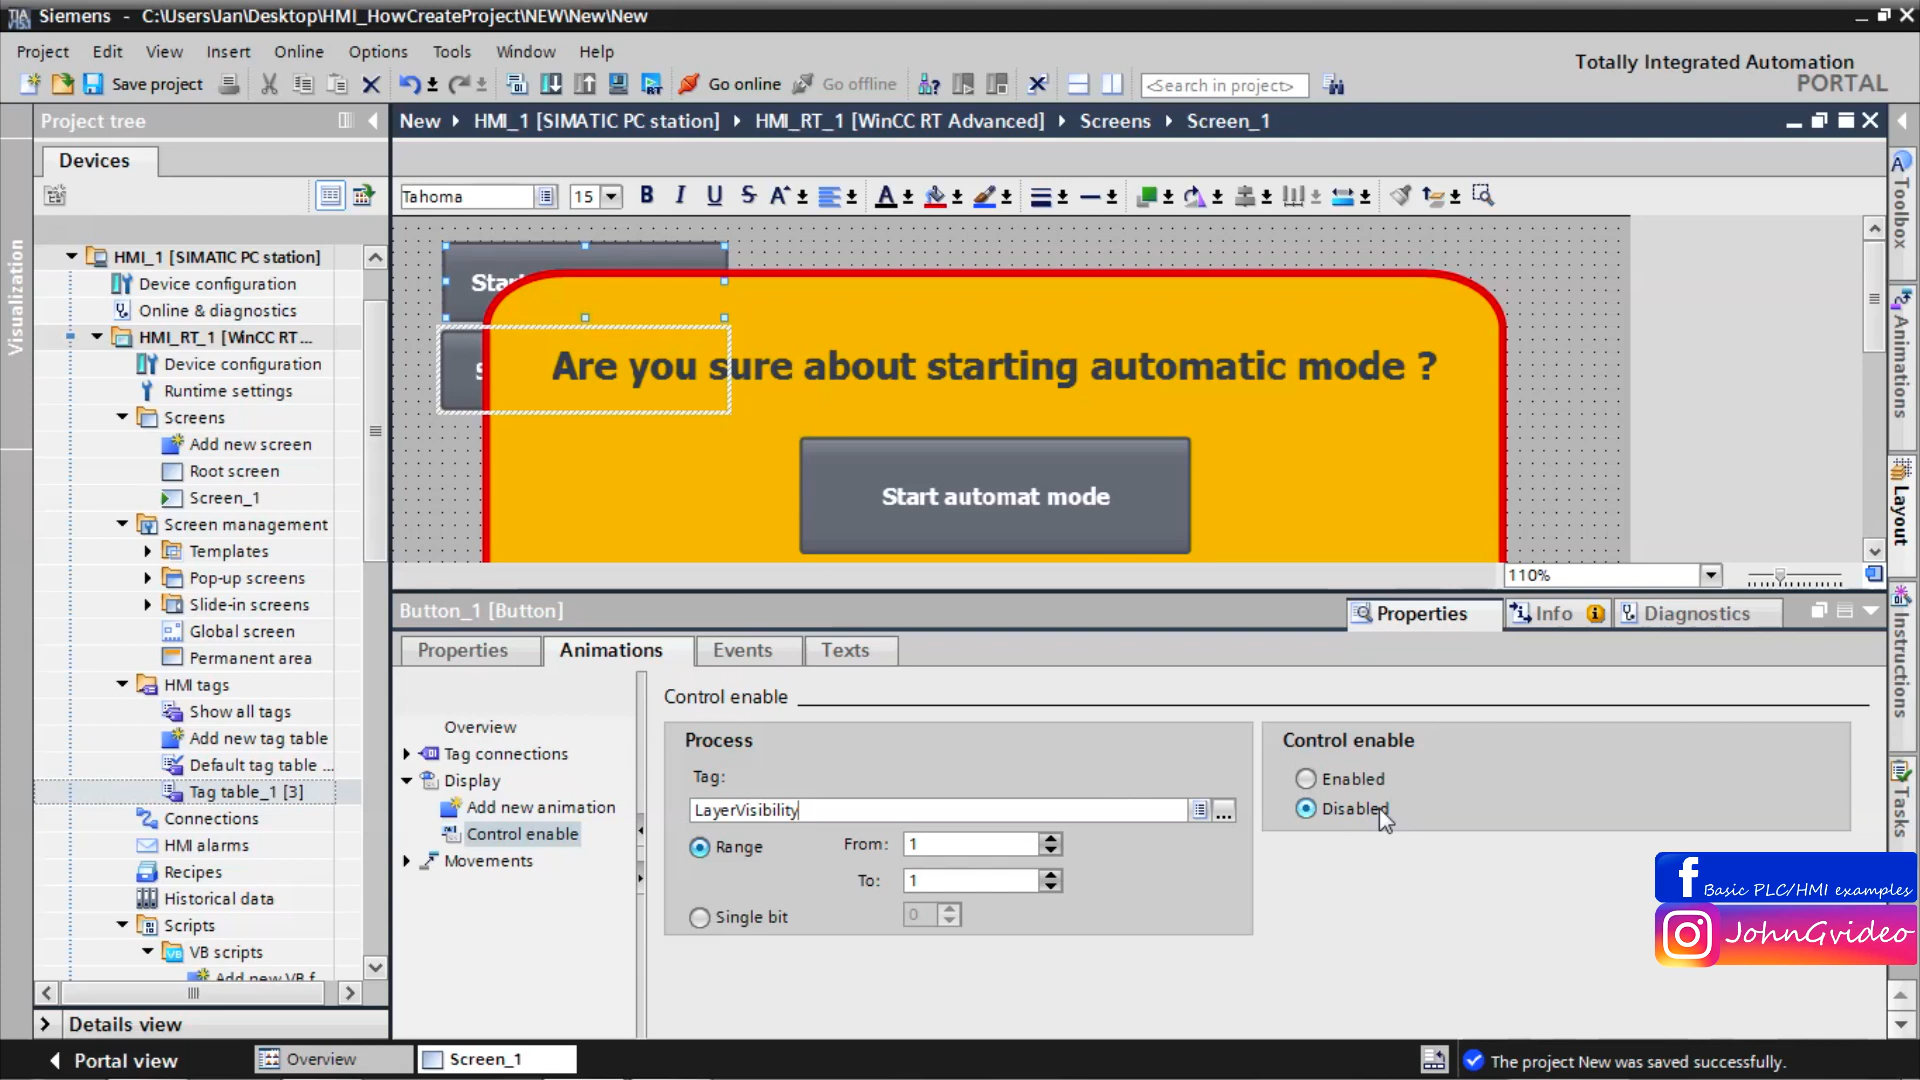 Siemens - C:\Users\Jan\Desktop\HMI_HowCreateProject\NEW\New\New
Project Edit View Insert Online Options Tools Window Help
Totally Integrated Automation
PORTAL
Save project
Go online
Go offline
<Search in project>
Project tree
New HMI_1 [SIMATIC PC station] HMI_RT_1 [WinCC RT Advanced] Screens Screen_1
Devices
Tahoma
15
Visualization
HMI_1 [SIMATIC PC station]
Device configuration
Online & diagnostics
HMI_RT_1 [WinCC RT ...
Device configuration
Runtime settings
Screens
Add new screen
Root screen
Screen_1
Screen management
Templates
Pop-up screens
Slide-in screens
Global screen
Permanent area
HMI tags
Show all tags
Add new tag table
Default tag table ...
Tag table_1 [3]
Connections
HMI alarms
Recipes
Historical data
Scripts
VB scripts
Add new VB f
Details view
Are you sure about starting automatic mode ?
Start automat mode
110%
Toolbox
Animations
Layout
Instructions
Tasks
Button_1 [Button]
Properties
Info
Diagnostics
Properties
Animations
Events
Texts
Overview
Tag connections
Display
Add new animation
Control enable
Movements
Control enable
Process
Tag:
LayerVisibility
Range
From: 1
To: 1
Single bit
0
Control enable
Enabled
Disabled
Basic PLC/HMI examples
JohnGvideo
Portal view
Overview
Screen_1
The project New was saved successfully.